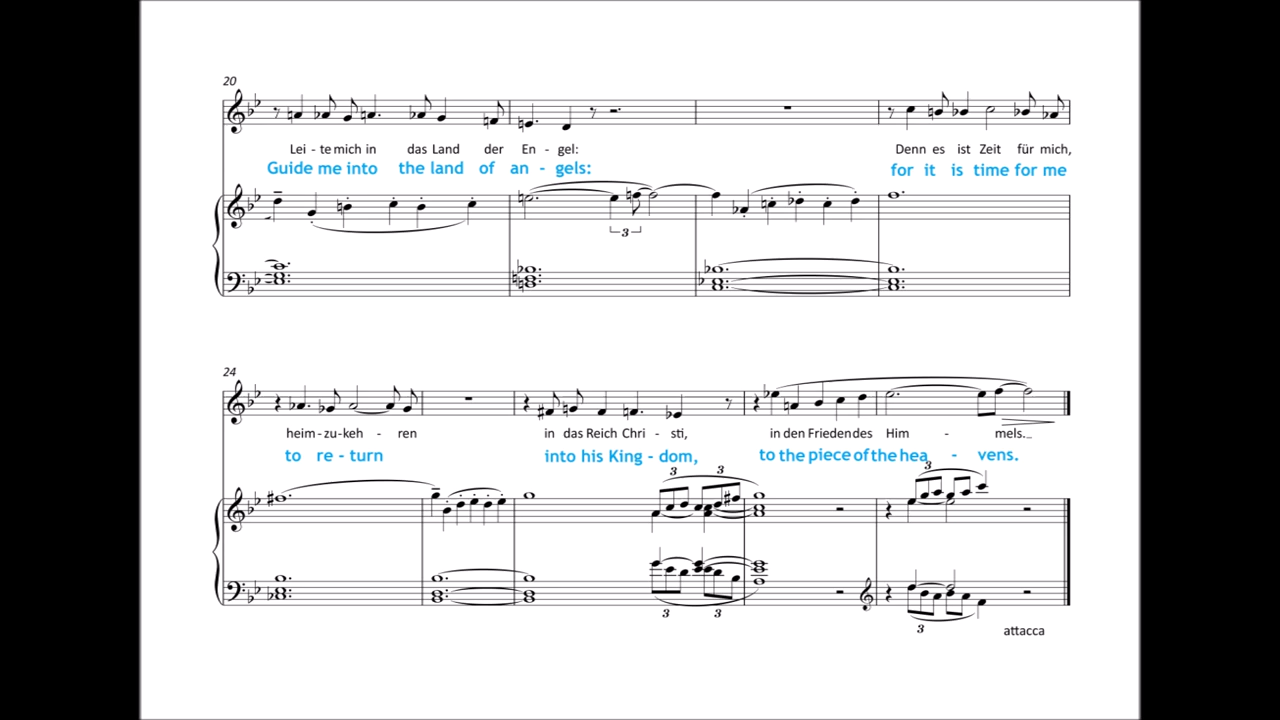 20
Lei - te mich in das Land der En - gel: Denn es ist Zeit für mich,
Guide me into the land of an - gels: for it is time for me
3
24
heim - zu - keh - ren in das Reich Chri - sti, in den Frieden des Him - mels._
to re - turn into his King - dom, to the piece of the hea - vens.
3 3 3
3 3 3
attacca